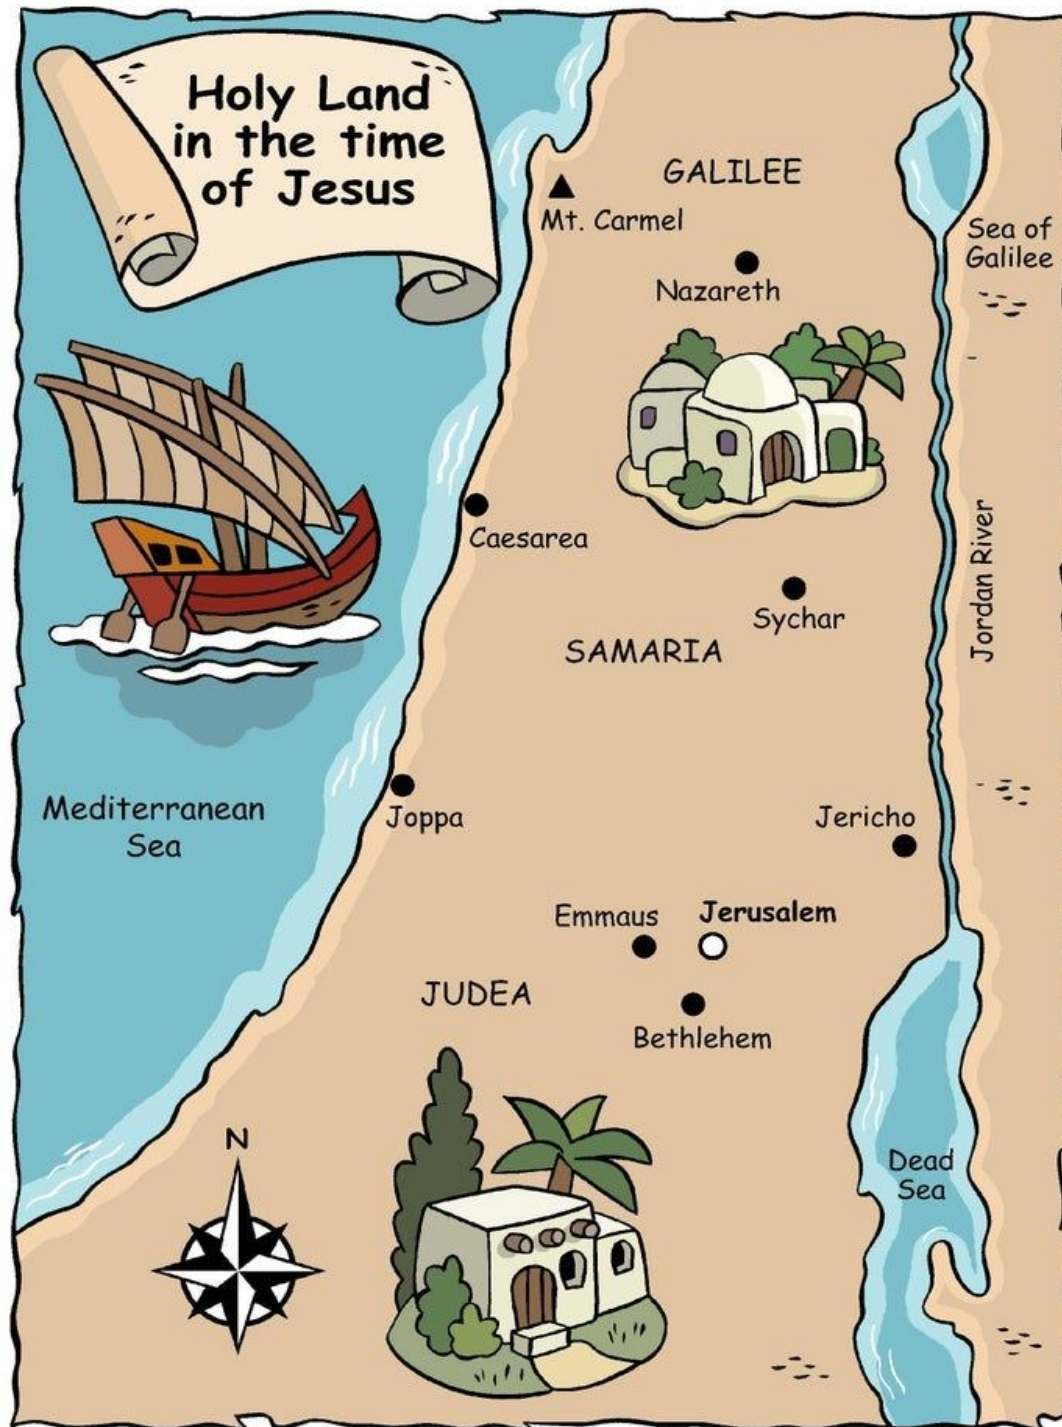 Holy Land
in the time
of Jesus
GALILEE
Mt. Carmel
Sea of
Galilee
Nazareth
Caesarea
Jordan River
Sychar
SAMARIA
Mediterranean
Sea
Joppa
Jericho
Emmaus
Jerusalem
JUDEA
Bethlehem
N
Dead
Sea